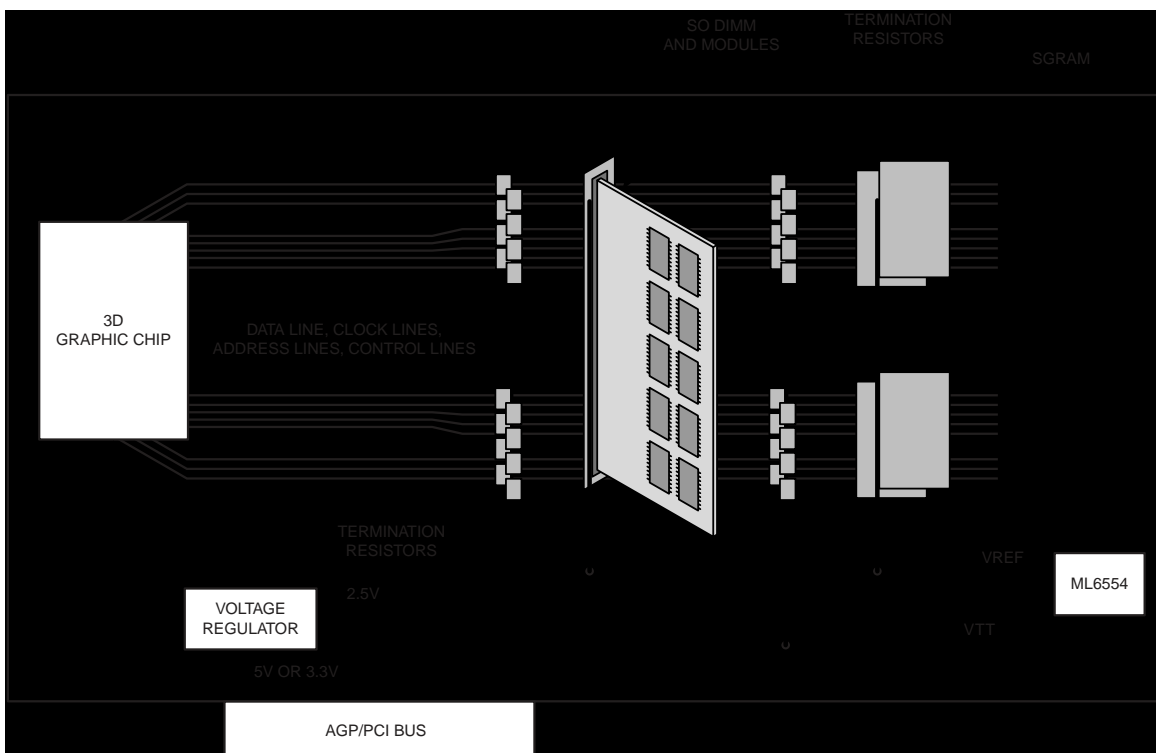 SO DIMM
AND MODULES
TERMINATION
RESISTORS
SGRAM
3D
GRAPHIC CHIP
DATA LINE, CLOCK LINES,
ADDRESS LINES, CONTROL LINES
TERMINATION
RESISTORS
2.5V
VOLTAGE
REGULATOR
5V OR 3.3V
VREF
ML6554
VTT
AGP/PCI BUS